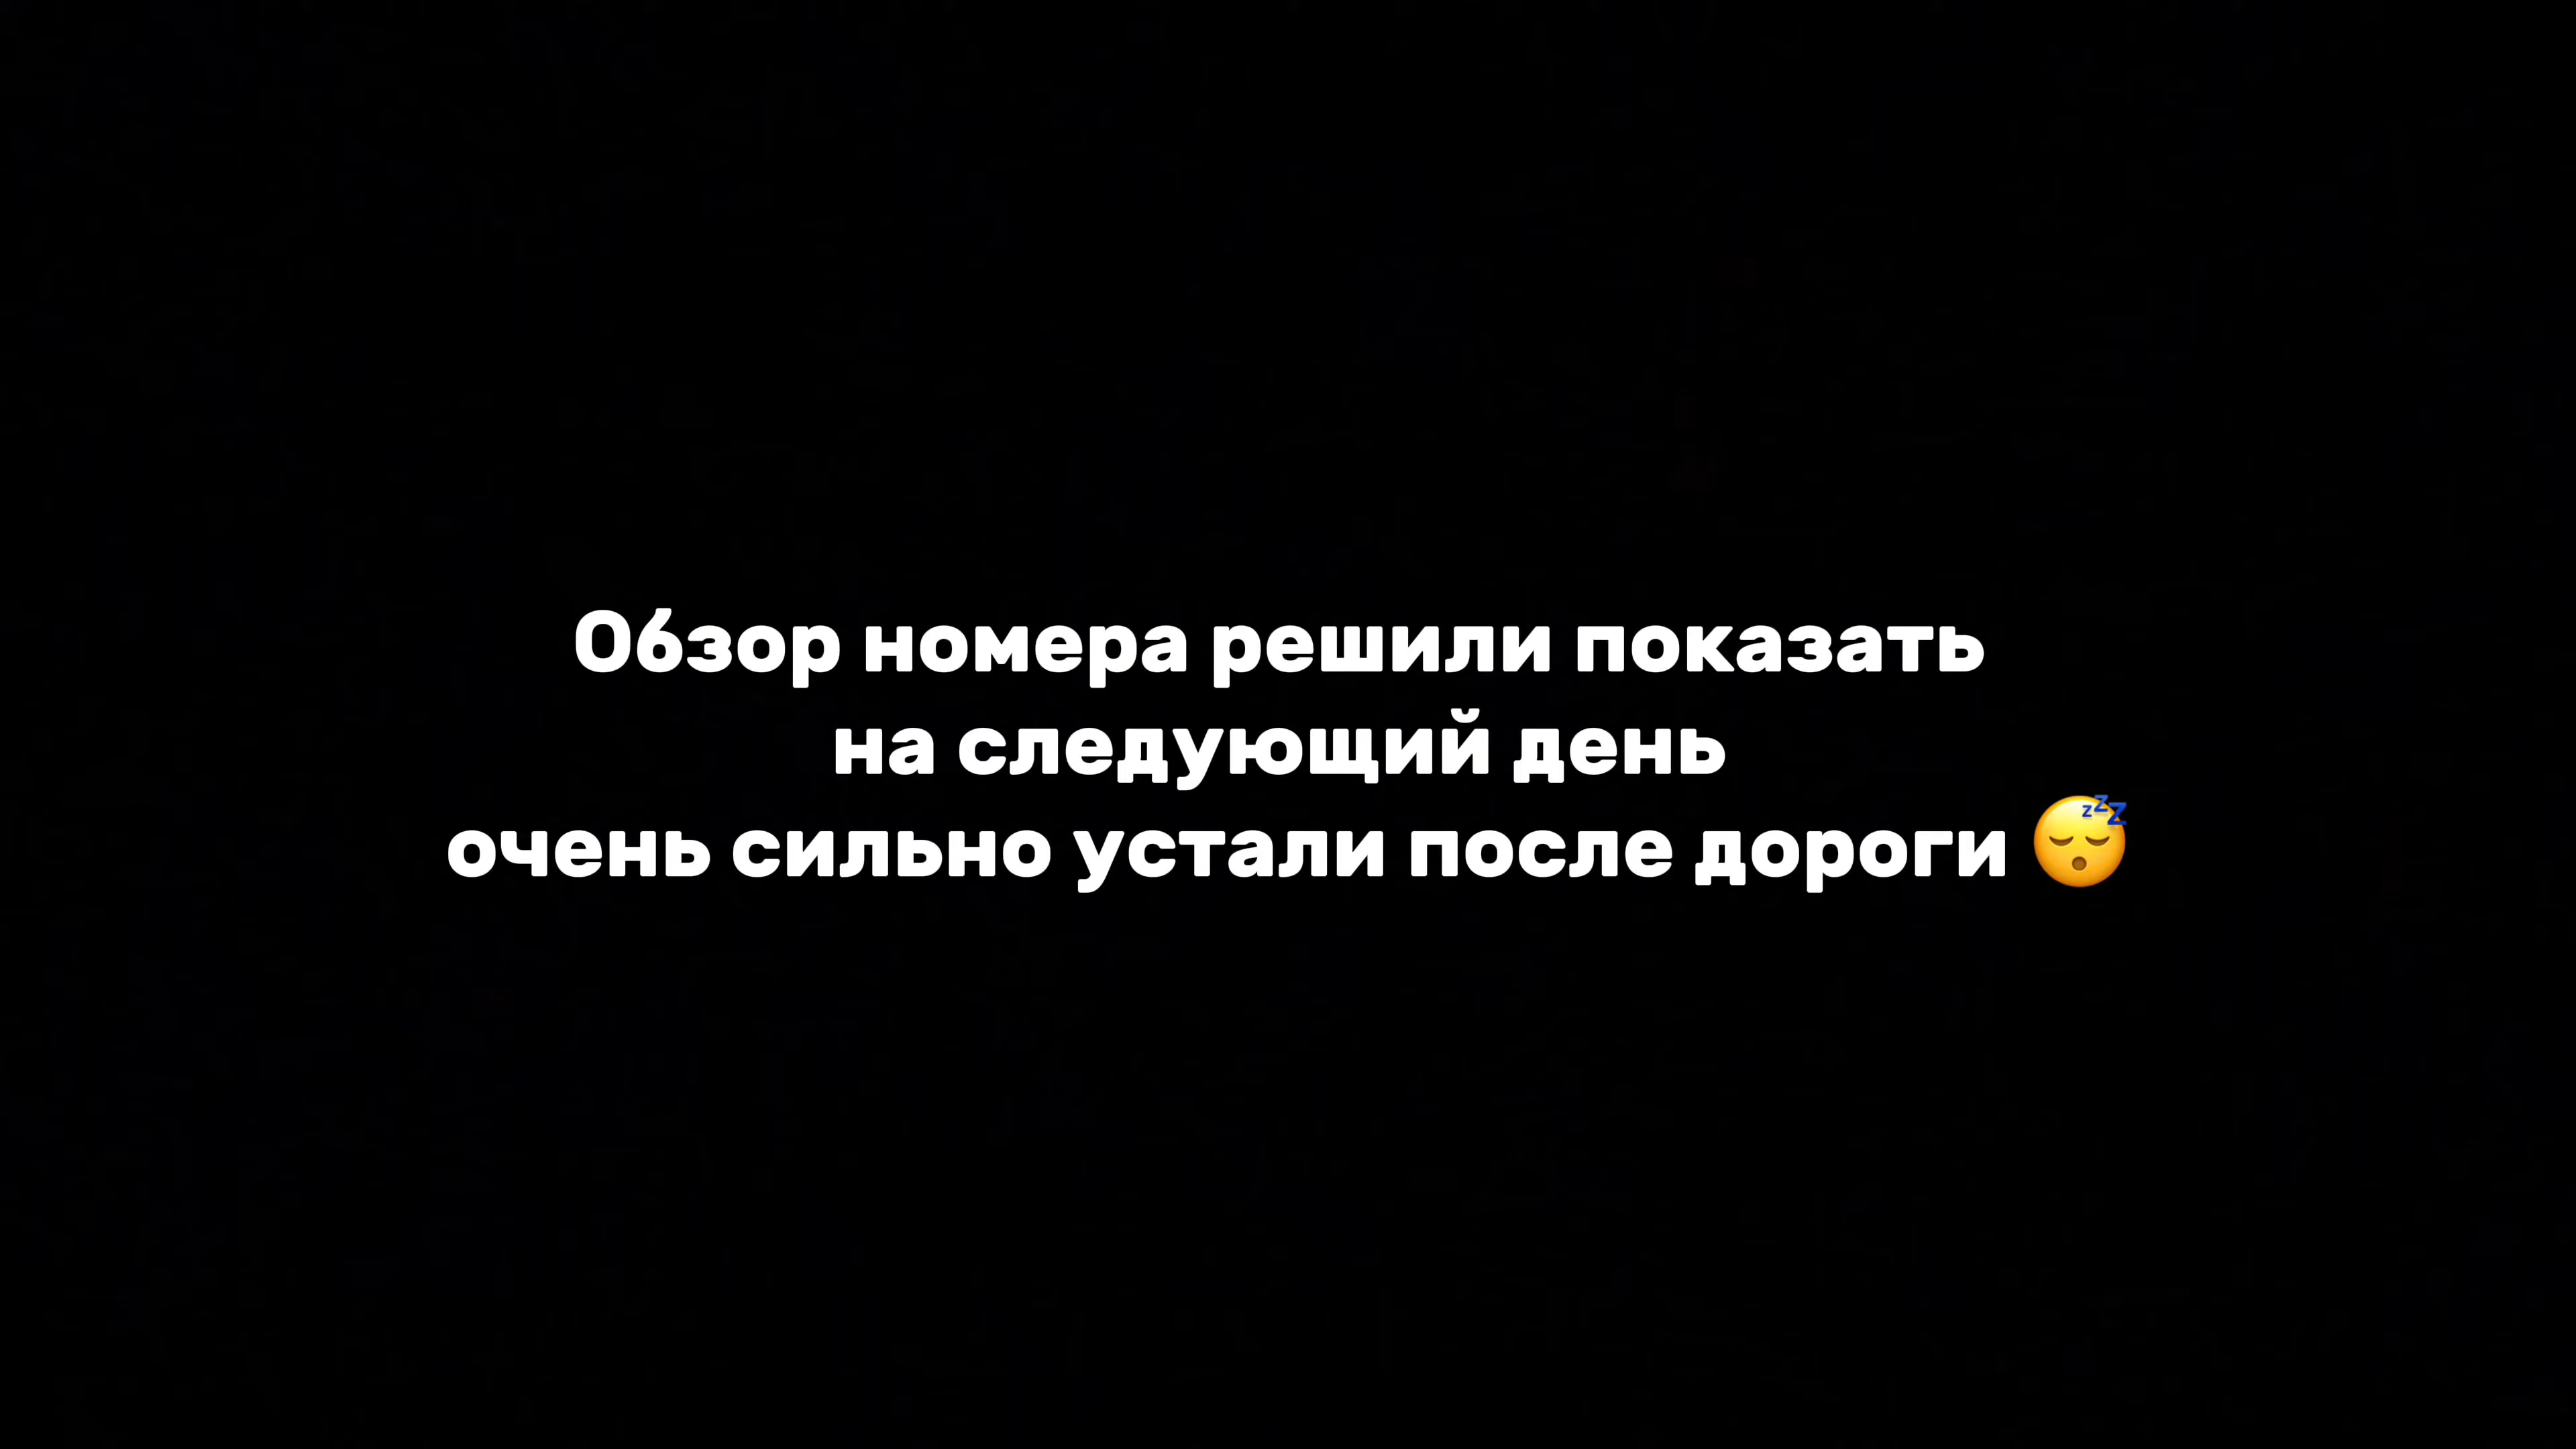 Обзор номера решили показать
на следующий день
очень сильно устали после дороги 😴